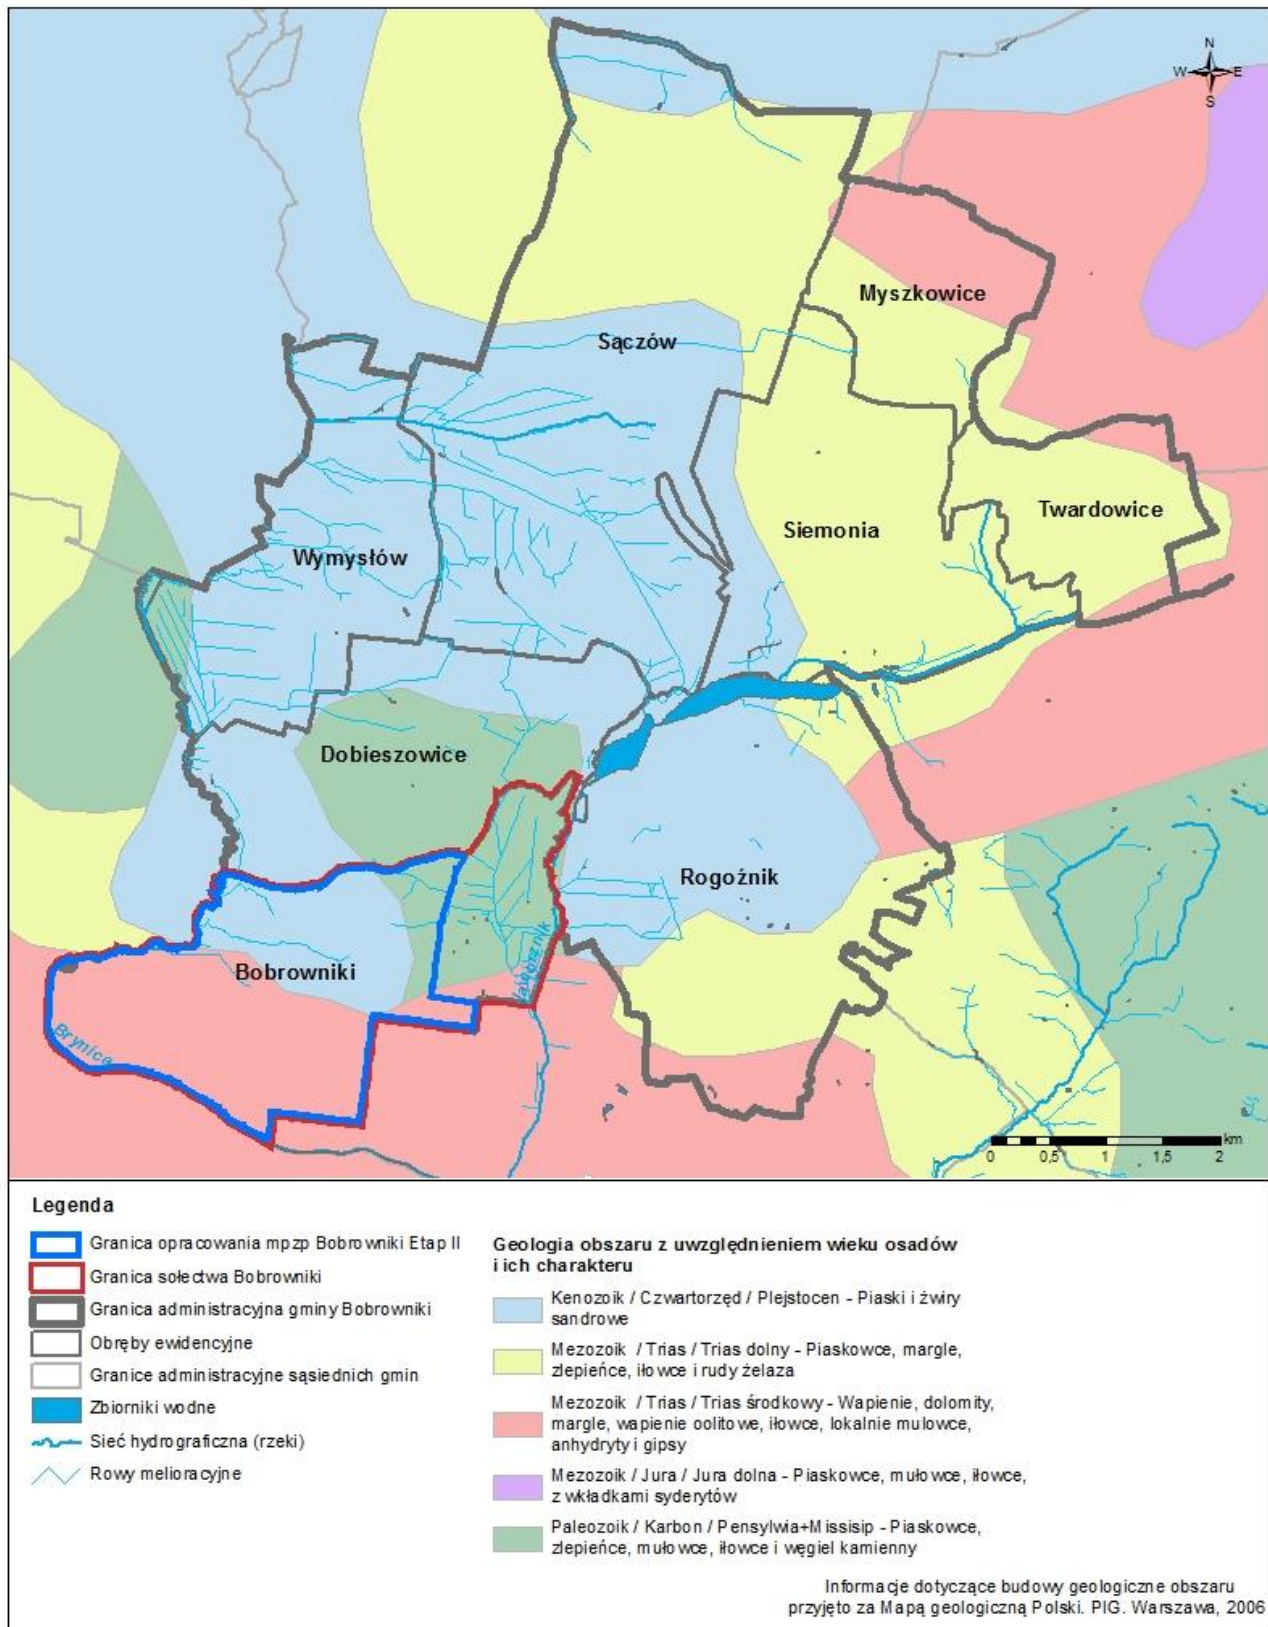 N
W E
S
Myszkowice
Sączów
Twardowice
Siemonia
Wymysłów
Dobieszowice
Rogoźnik
Jaworznik
Bobrowniki
Brynica
km
0 0,5 1 1,5 2
Legenda
Granica opracowania mpzp Bobrowniki Etap II
Granica sołectwa Bobrowniki
Granica administracyjna gminy Bobrowniki
Obręby ewidencyjne
Granice administracyjne sąsiednich gmin
Zbiorniki wodne
Sieć hydrograficzna (rzeki)
Rowy melioracyjne
Geologia obszaru z uwzględnieniem wieku osadów
i ich charakteru
Kenozoik / Czwartorzęd / Plejstocen - Piaski i żwiry
sandrowe
Mezozoik / Trias / Trias dolny - Piaskowce, margle,
zlepieńce, iłowce i rudy żelaza
Mezozoik / Trias / Trias środkowy - Wapienie, dolomity,
margle, wapienie oolitowe, iłowce, lokalnie mulowce,
anhydryty i gipsy
Mezozoik / Jura / Jura dolna - Piaskowce, mułowce, iłowce,
z wkładkami syderytów
Paleozoik / Karbon / Pensylwia+Missisip - Piaskowce,
zlepieńce, mułowce, iłowce i węgiel kamienny
Informacje dotyczące budowy geologiczne obszaru
przyjęto za Mapą geologiczną Polski. PIG. Warszawa, 2006